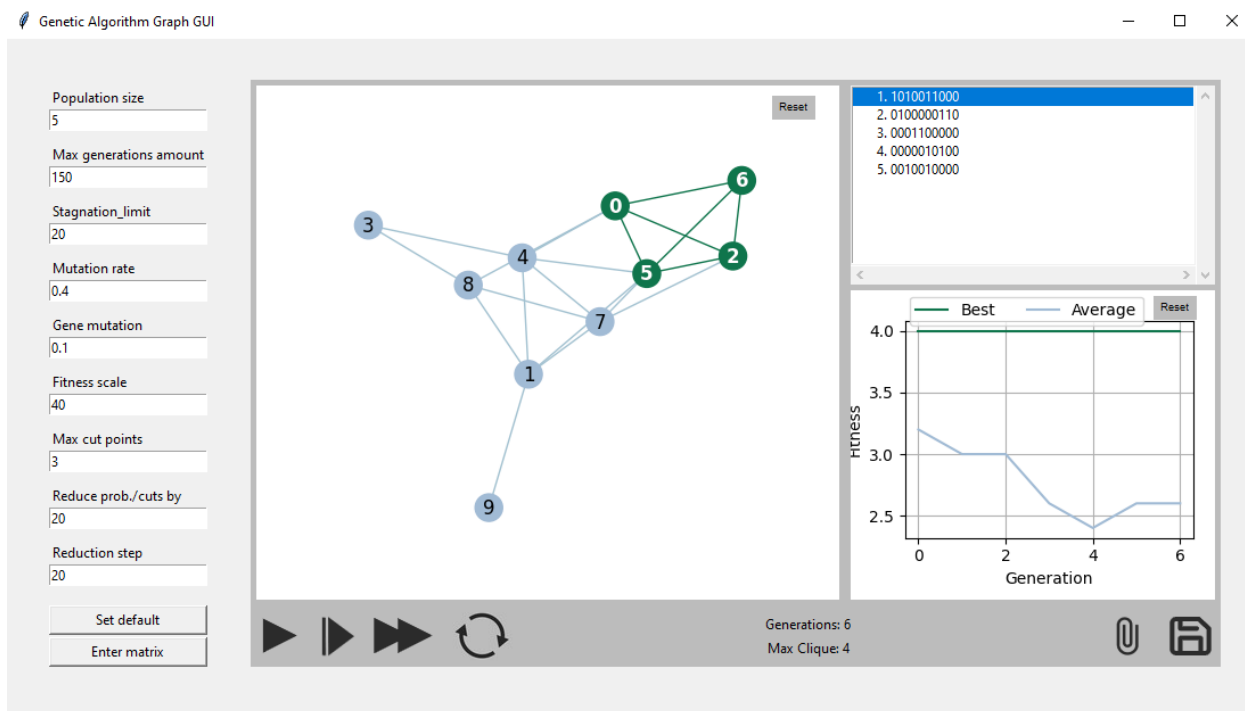 Genetic Algorithm Graph GUI
Population size
5
Max generations amount
150
Stagnation_limit
20
Mutation rate
0.4
Gene mutation
0.1
Fitness scale
40
Max cut points
3
Reduce prob./cuts by
20
Reduction step
20
Set default
Enter matrix
Reset
6
0
3
2
4
5
8
7
1
9
Generations: 6
Max Clique: 4
1. 1010011000
2. 0100000110
3. 0001100000
4. 0000010100
5. 0010010000
Best
Average
Reset
4.0
3.5
3.0
2.5
Fitness
0 2 4 6
Generation